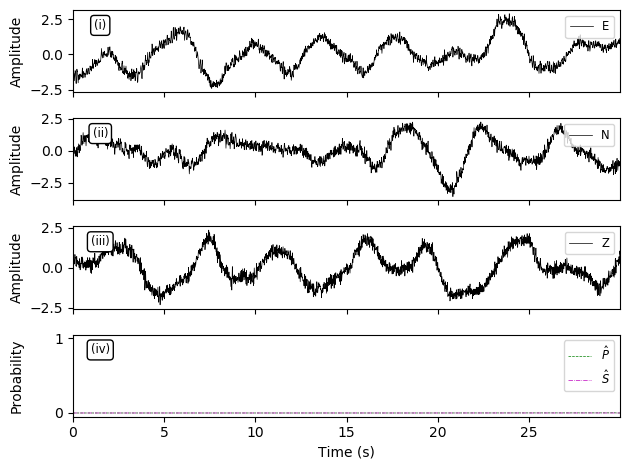 Amplitude
2.5
0.0
−2.5
(i)
E
Amplitude
2.5
0.0
−2.5
(ii)
N
Amplitude
2.5
0.0
−2.5
(iii)
Z
Probability
1
0
(iv)
P̂
Ŝ
0 5 10 15 20 25
Time (s)